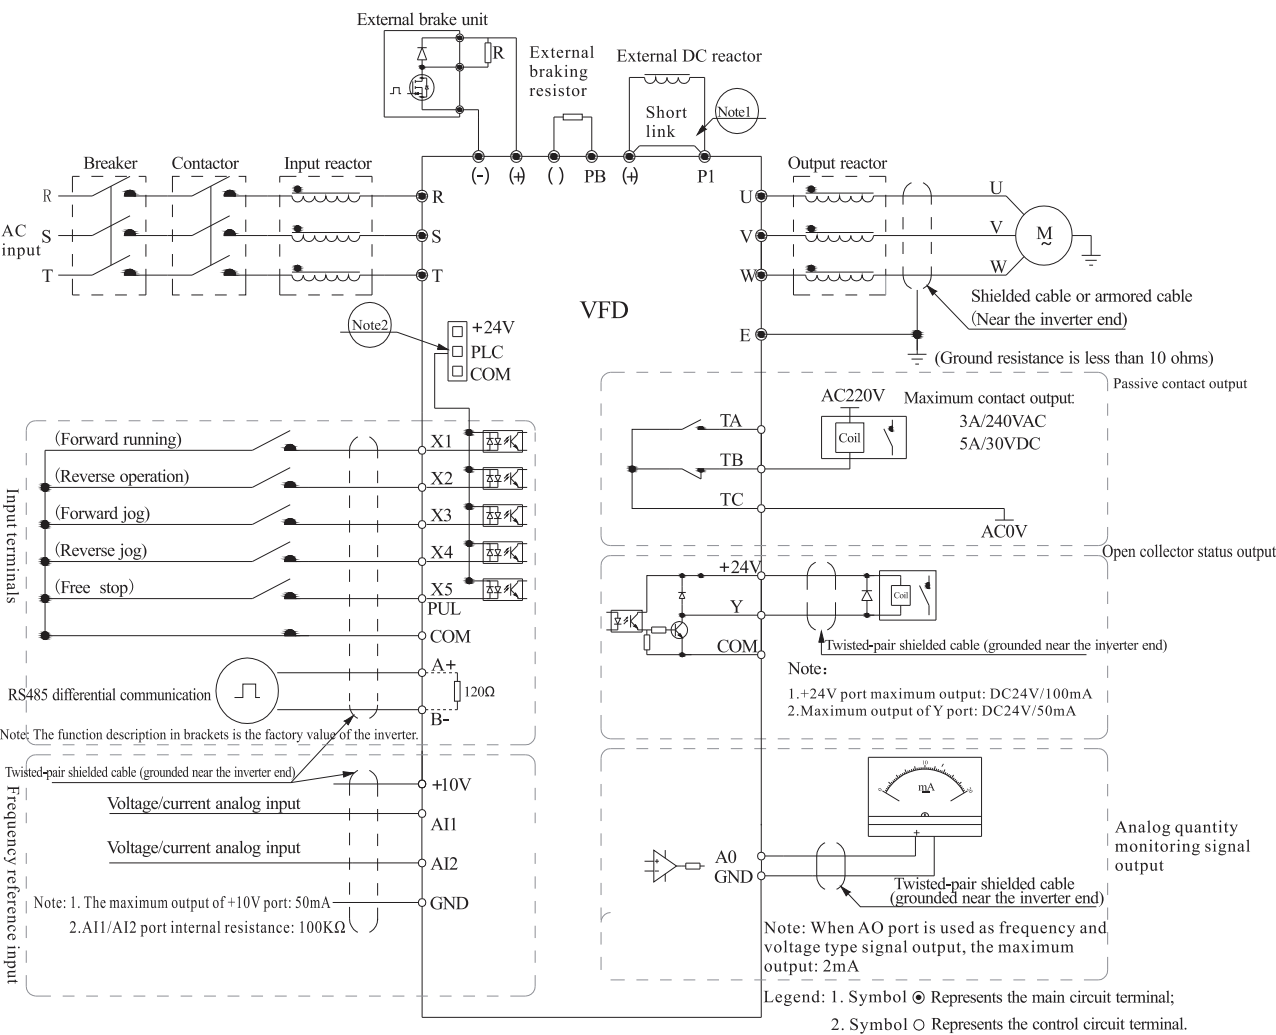 External brake unit
R
External
braking
resistor
External DC reactor
Short
link
Note1
(-)
(+)
( )
PB
(+)
P1
Breaker
Contactor
Input reactor
Output reactor
AC
input
R
S
T
R
S
T
U
V
W
U
V
W
M
~
VFD
E
Shielded cable or armored cable
(Near the inverter end)
(Ground resistance is less than 10 ohms)
Note2
+24V
PLC
COM
Passive contact output
TA
TB
TC
AC220V
Coil
Maximum contact output:
3A/240VAC
5A/30VDC
AC0V
Input terminals
(Forward running)
X1
(Reverse operation)
X2
(Forward jog)
X3
(Reverse jog)
X4
(Free stop)
X5
PUL
COM
A+
120Ω
B-
RS485 differential communication
Note: The function description in brackets is the factory value of the inverter.
Open collector status output
+24V
Y
COM
Coil
Twisted-pair shielded cable (grounded near the inverter end)
Note:
1.+24V port maximum output: DC24V/100mA
2.Maximum output of Y port: DC24V/50mA
Twisted-pair shielded cable (grounded near the inverter end)
Frequency reference input
+10V
Voltage/current analog input
AI1
Voltage/current analog input
AI2
Note: 1. The maximum output of +10V port: 50mA
GND
2.AI1/AI2 port internal resistance: 100KΩ
0
10
20
mA
+
A0
GND
Analog quantity
monitoring signal
output
Twisted-pair shielded cable
(grounded near the inverter end)
Note: When AO port is used as frequency and
voltage type signal output, the maximum
output: 2mA
Legend: 1. Symbol ⦿ Represents the main circuit terminal;
2. Symbol ○ Represents the control circuit terminal.